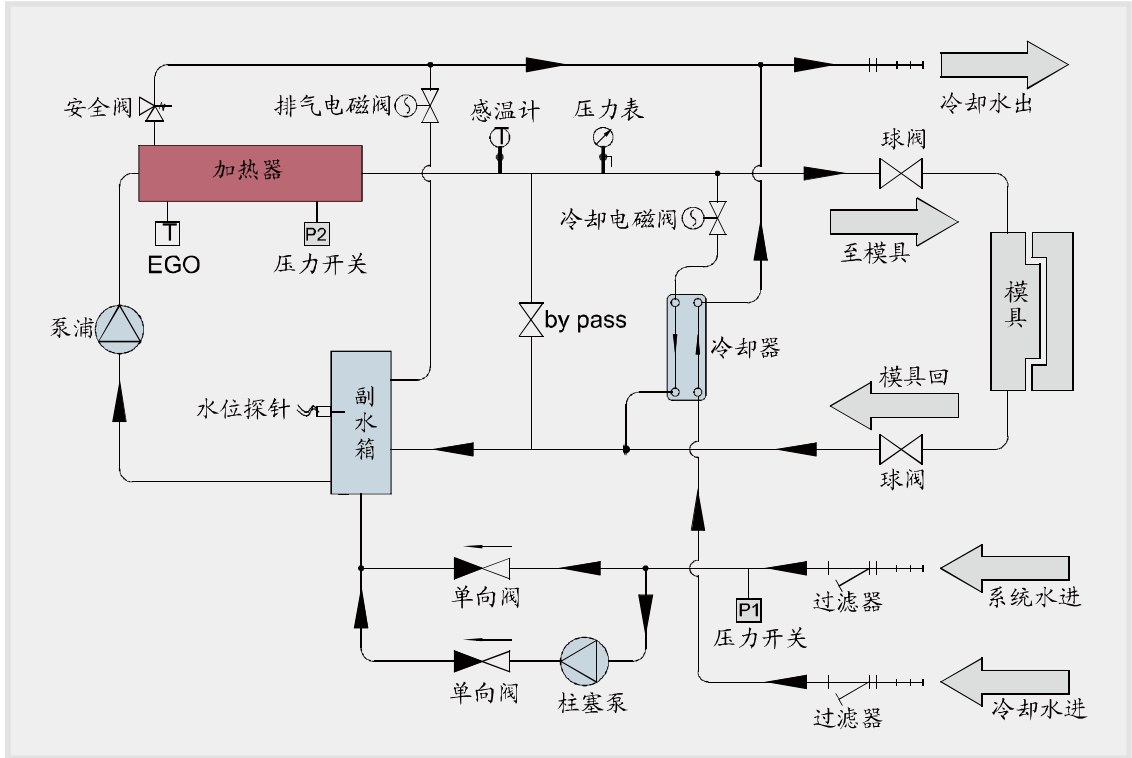 安全阀
排气电磁阀
S
感温计
T
压力表
冷却水出
球阀
加热器
T
EGO
P2
压力开关
冷却电磁阀
S
至模具
模具
泵浦
by pass
冷却器
模具回
水位探针
副水箱
球阀
单向阀
过滤器
系统水进
P1
压力开关
单向阀
柱塞泵
过滤器
冷却水进